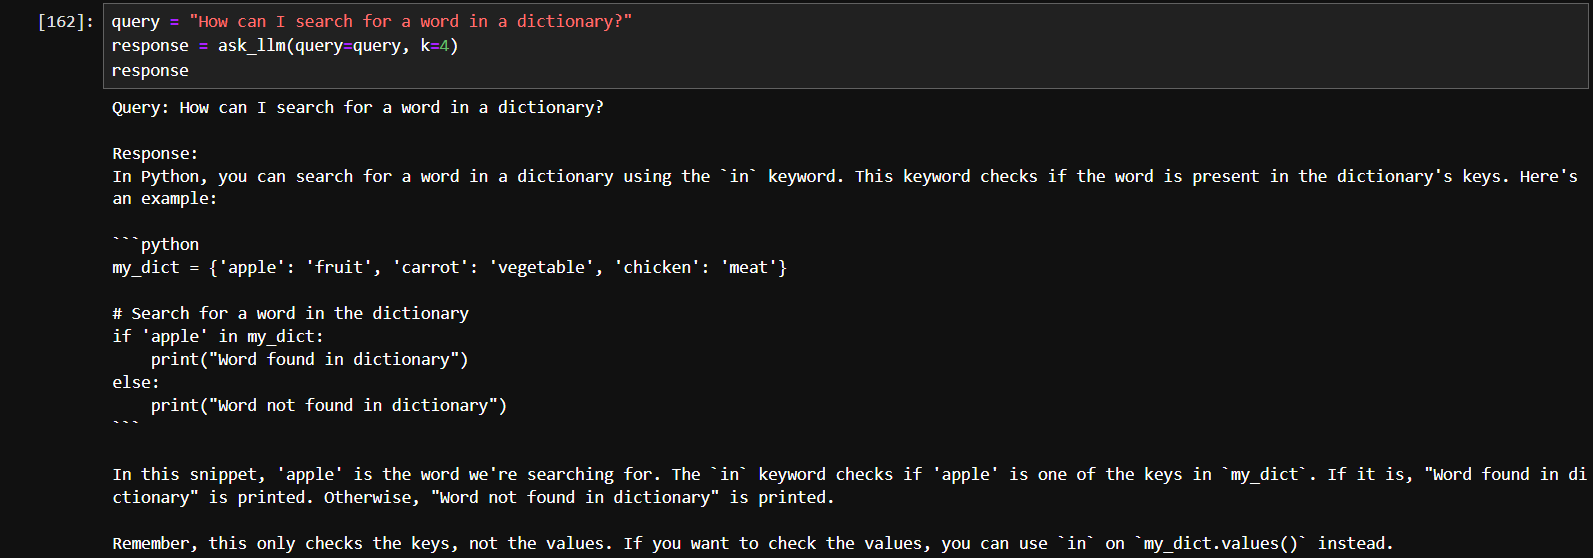 [162]: query = "How can I search for a word in a dictionary?"
response = ask_llm(query=query, k=4)
response
Query: How can I search for a word in a dictionary?
Response:
In Python, you can search for a word in a dictionary using the `in` keyword. This keyword checks if the word is present in the dictionary's keys. Here's
an example:
```python
my_dict = {'apple': 'fruit', 'carrot': 'vegetable', 'chicken': 'meat'}
# Search for a word in the dictionary
if 'apple' in my_dict:
    print("Word found in dictionary")
else:
    print("Word not found in dictionary")
```
In this snippet, 'apple' is the word we're searching for. The `in` keyword checks if 'apple' is one of the keys in `my_dict`. If it is, "Word found in di
ctionary" is printed. Otherwise, "Word not found in dictionary" is printed.
Remember, this only checks the keys, not the values. If you want to check the values, you can use `in` on `my_dict.values()` instead.